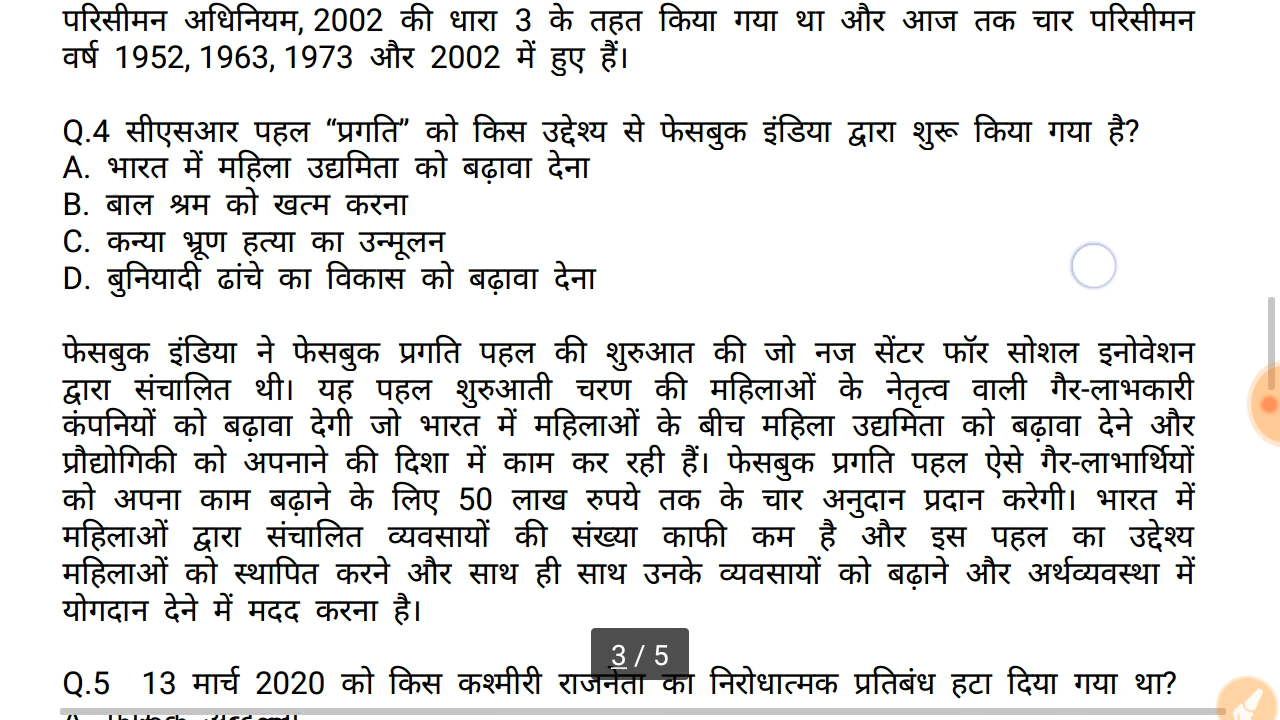 परिसीमन अधिनियम, 2002 की धारा 3 के तहत किया गया था और आज तक चार परिसीमन
वर्ष 1952, 1963, 1973 और 2002 में हुए हैं।
Q.4 सीएसआर पहल “प्रगति” को किस उद्देश्य से फेसबुक इंडिया द्वारा शुरू किया गया है?
A. भारत में महिला उद्यमिता को बढ़ावा देना
B. बाल श्रम को खत्म करना
C. कन्या भ्रूण हत्या का उन्मूलन
D. बुनियादी ढांचे का विकास को बढ़ावा देना
फेसबुक इंडिया ने फेसबुक प्रगति पहल की शुरुआत की जो नज सेंटर फॉर सोशल इनोवेशन
द्वारा संचालित थी। यह पहल शुरुआती चरण की महिलाओं के नेतृत्व वाली गैर-लाभकारी
कंपनियों को बढ़ावा देगी जो भारत में महिलाओं के बीच महिला उद्यमिता को बढ़ावा देने और
प्रौद्योगिकी को अपनाने की दिशा में काम कर रही हैं। फेसबुक प्रगति पहल ऐसे गैर-लाभार्थियों
को अपना काम बढ़ाने के लिए 50 लाख रुपये तक के चार अनुदान प्रदान करेगी। भारत में
महिलाओं द्वारा संचालित व्यवसायों की संख्या काफी कम है और इस पहल का उद्देश्य
महिलाओं को स्थापित करने और साथ ही साथ उनके व्यवसायों को बढ़ाने और अर्थव्यवस्था में
योगदान देने में मदद करना है।
3 / 5
Q.5 13 मार्च 2020 को किस कश्मीरी राजनेता का निरोधात्मक प्रतिबंध हटा दिया गया था?